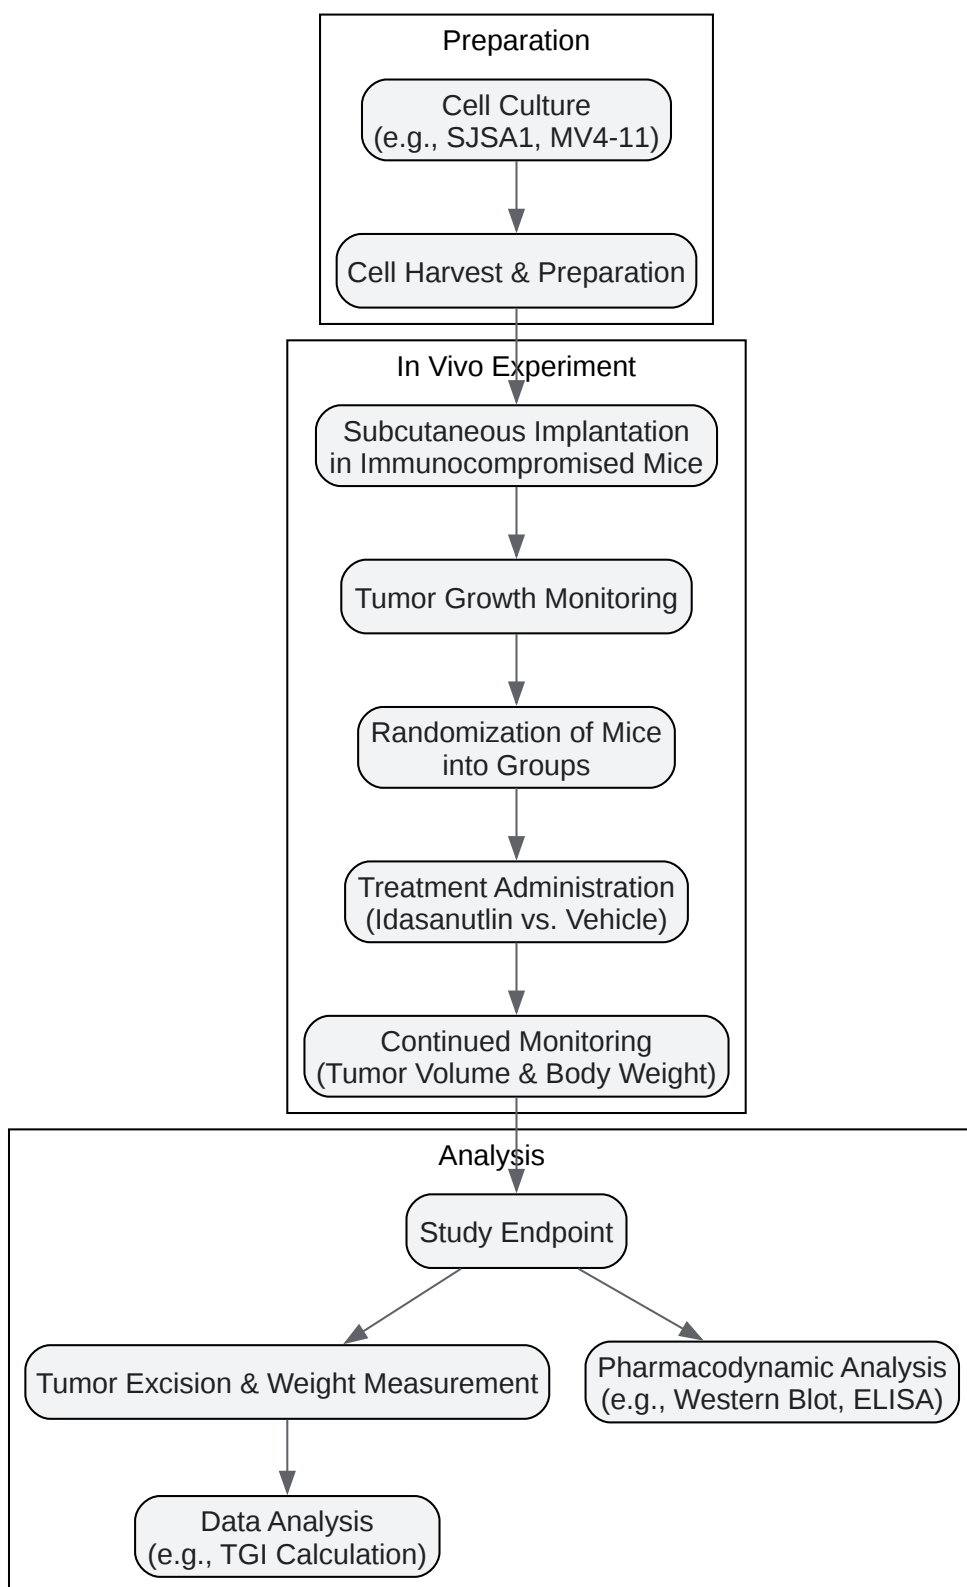 Preparation
Cell Culture
(e.g., SJSA1, MV4-11)
Cell Harvest & Preparation
In Vivo Experiment
Subcutaneous Implantation
in Immunocompromised Mice
Tumor Growth Monitoring
Randomization of Mice
into Groups
Treatment Administration
(Idasanutlin vs. Vehicle)
Continued Monitoring
(Tumor Volume & Body Weight)
Analysis
Study Endpoint
Tumor Excision & Weight Measurement
Pharmacodynamic Analysis
(e.g., Western Blot, ELISA)
Data Analysis
(e.g., TGI Calculation)